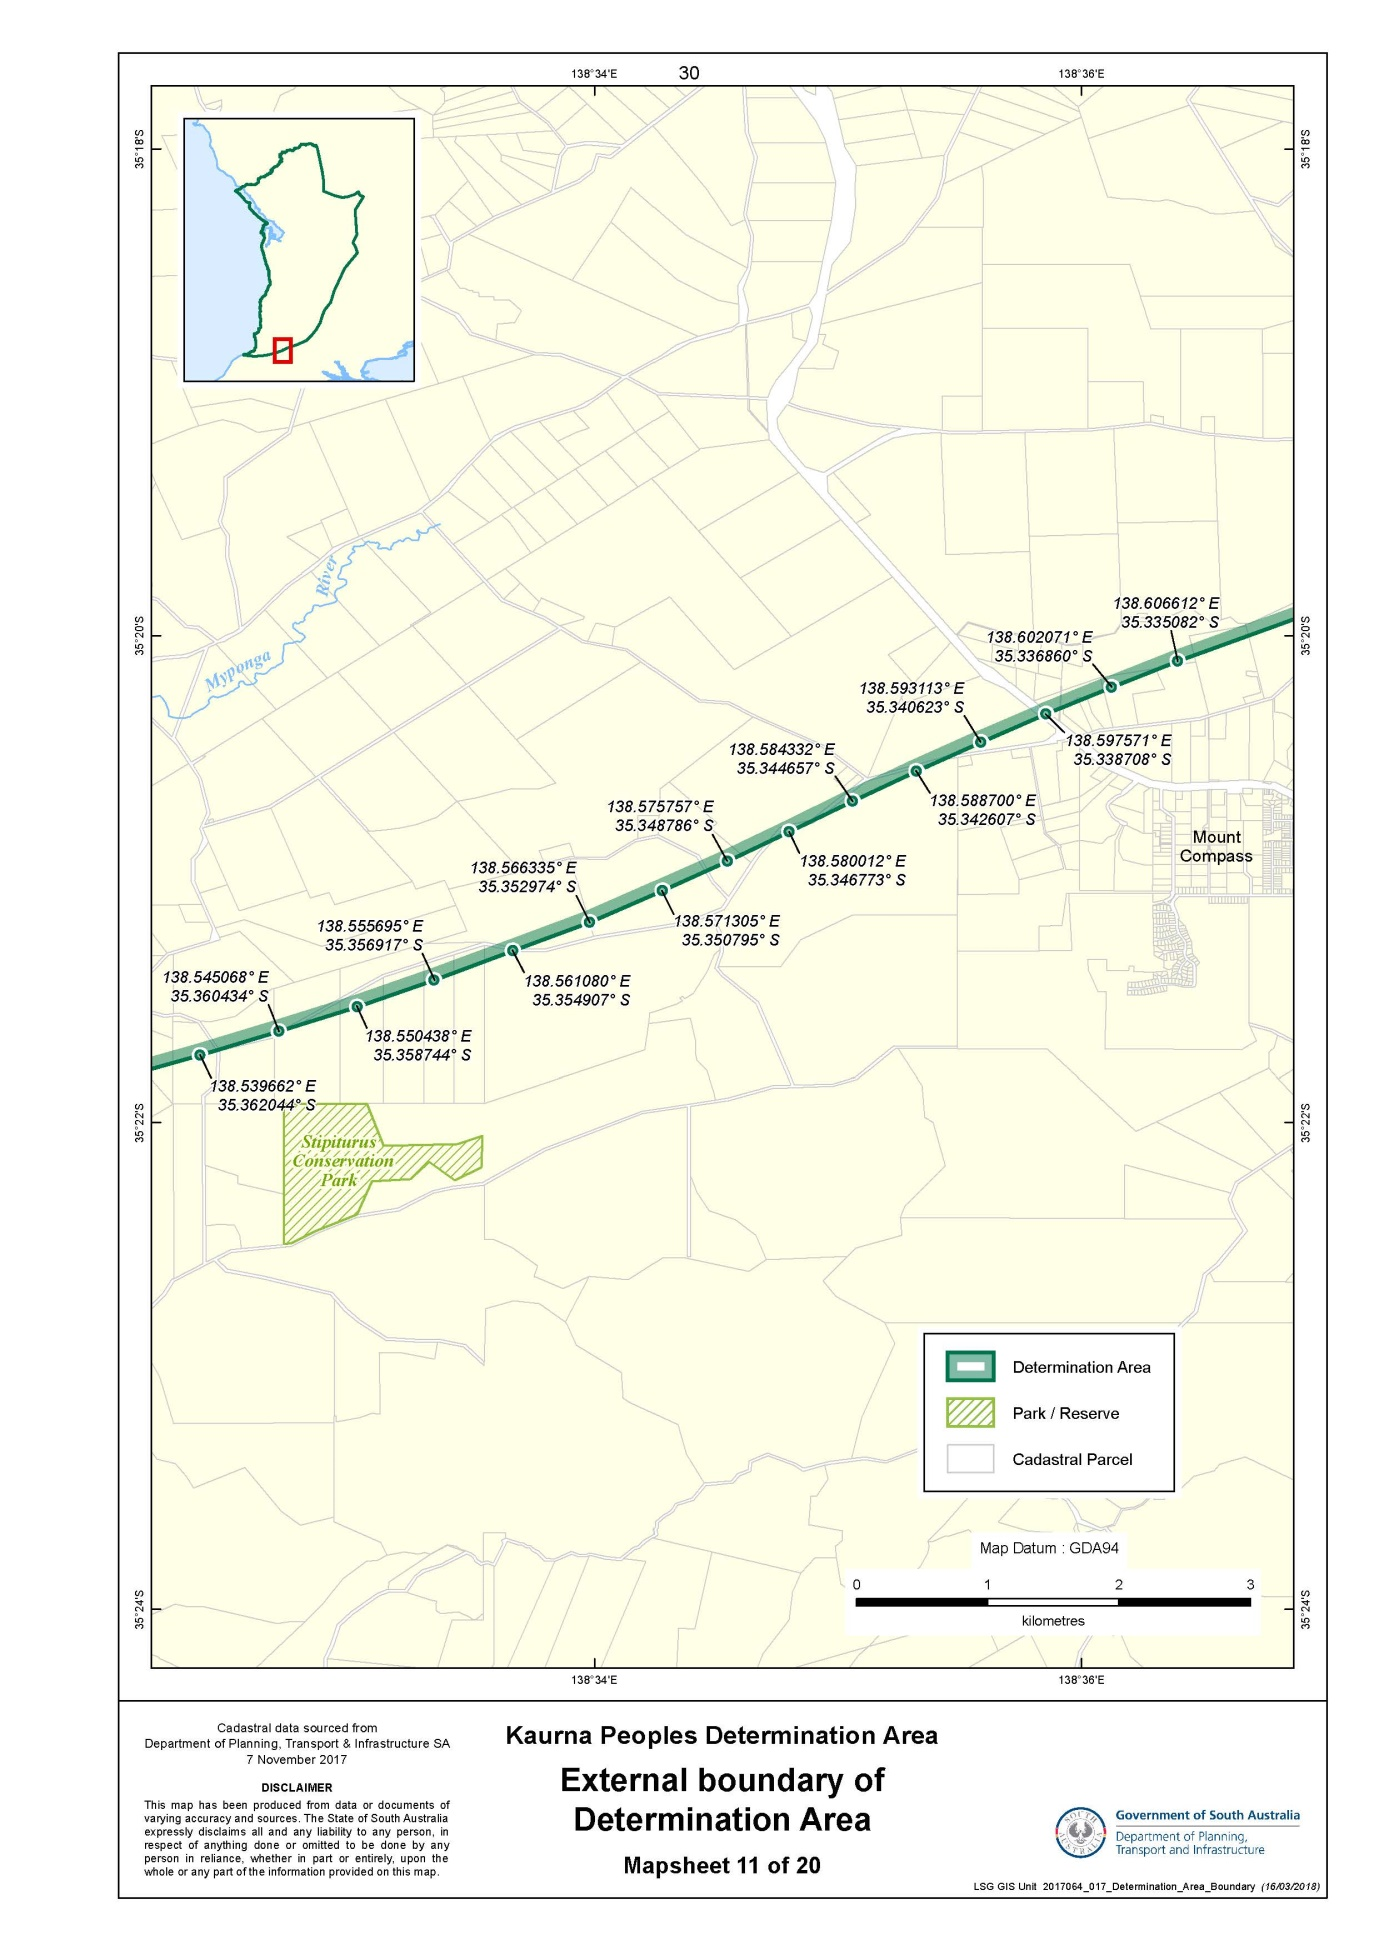 30
138°34'E
138°36'E
35°18'S
35°18'S
River
Myponga
35°20'S
35°20'S
138.606612° E
35.335082° S
138.602071° E
35.336860° S
138.593113° E
35.340623° S
138.597571° E
35.338708° S
138.584332° E
35.344657° S
138.588700° E
35.342607° S
138.575757° E
35.348786° S
138.580012° E
35.346773° S
Mount
Compass
138.566335° E
35.352974° S
138.571305° E
35.350795° S
138.555695° E
35.356917° S
138.561080° E
35.354907° S
138.545068° E
35.360434° S
138.550438° E
35.358744° S
138.539662° E
35.362044° S
35°22'S
35°22'S
Stipiturus
Conservation
Park
Determination Area
Park / Reserve
Cadastral Parcel
Map Datum : GDA94
0 1 2 3
kilometres
35°24'S
35°24'S
138°34'E
138°36'E
Cadastral data sourced from
Department of Planning, Transport & Infrastructure SA
7 November 2017
DISCLAIMER
This map has been produced from data or documents of
varying accuracy and sources. The State of South Australia
expressly disclaims all and any liability to any person, in
respect of anything done or omitted to be done by any
person in reliance, whether in part or entirely, upon the
whole or any part of the information provided on this map.
Kaurna Peoples Determination Area
External boundary of
Determination Area
Mapsheet 11 of 20
SOUTH AUSTRALIA
Government of South Australia
Department of Planning,
Transport and Infrastructure
LSG GIS Unit 2017064_017_Determination_Area_Boundary (16/03/2018)